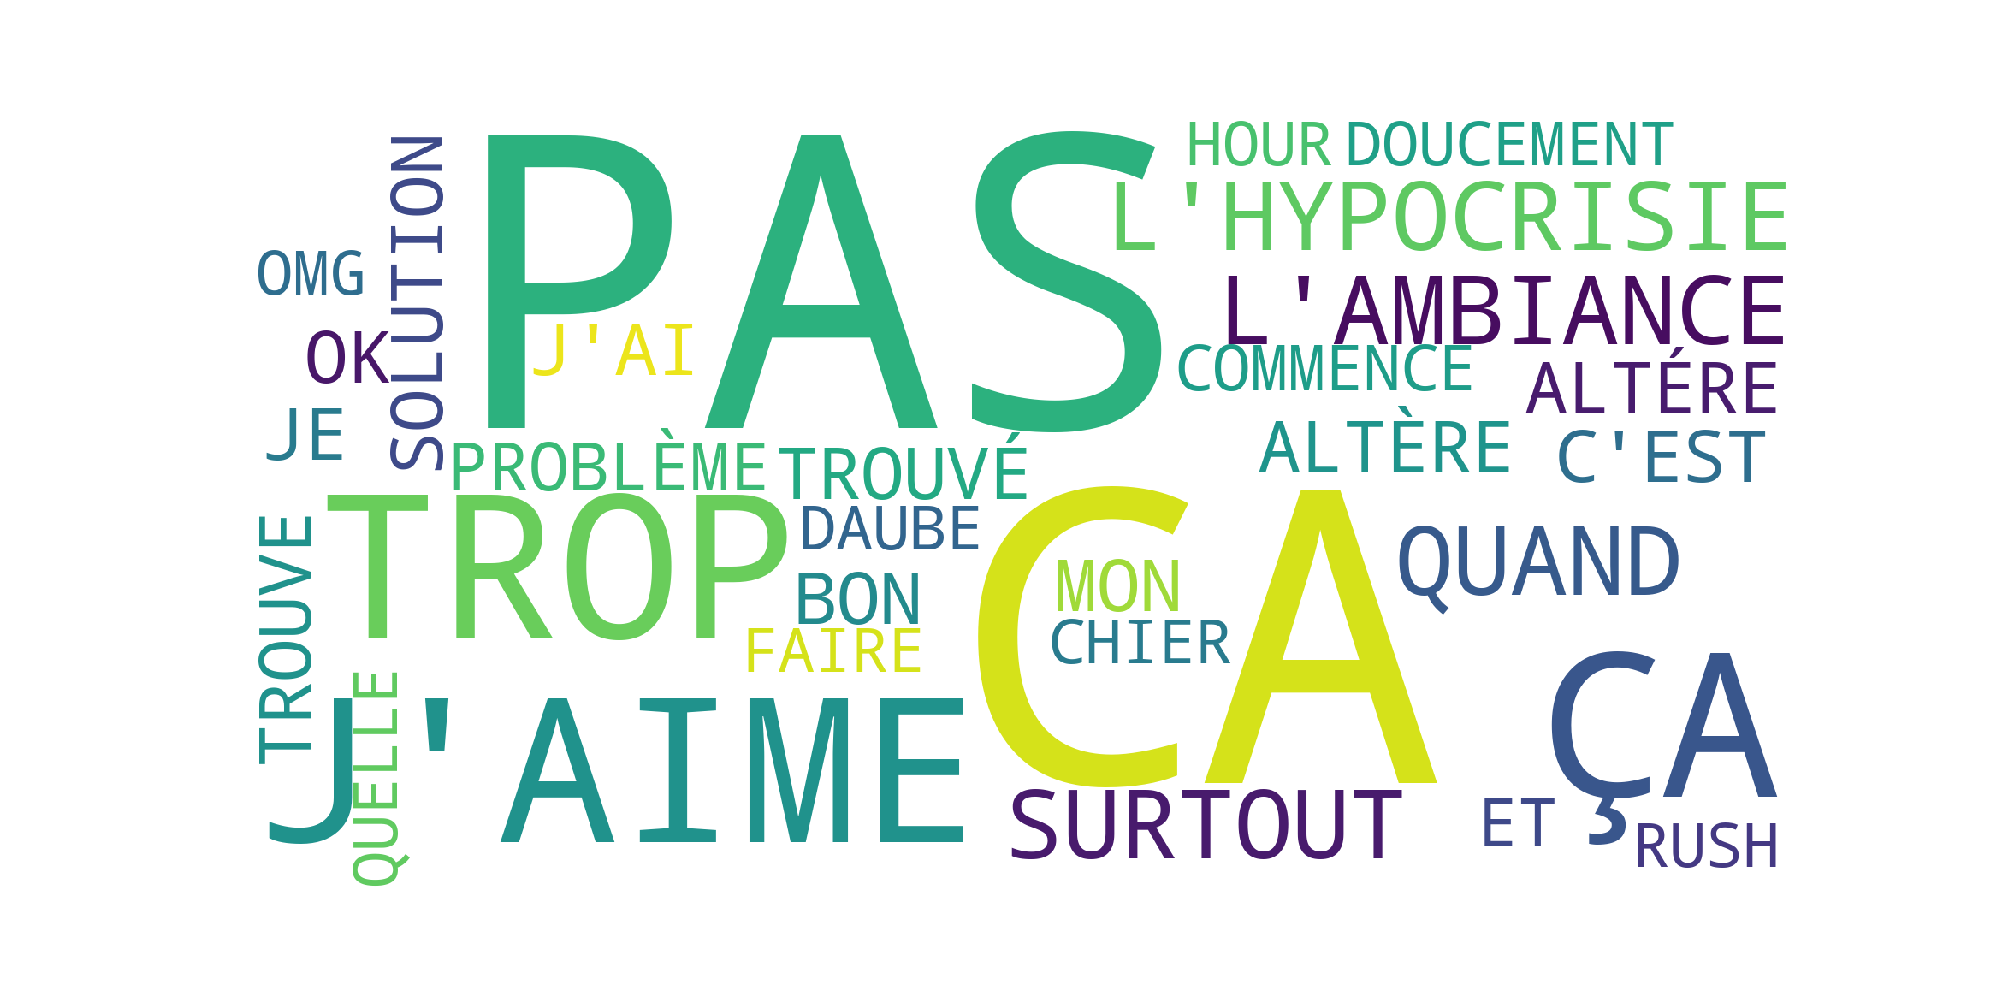 PAS
HOUR
DOUCEMENT
L'HYPOCRISIE
SOLUTION
OMG
L'AMBIANCE
OK
J'AI
COMMENCE
ALTÉRE
JE
ALTÈRE
C'EST
PROBLÈME
TROUVÉ
TROP
DAUBE
CA
QUAND
TROUVE
BON
MON
FAIRE
CHIER
ÇA
QUELLE
J'AIME
SURTOUT
ET
RUSH